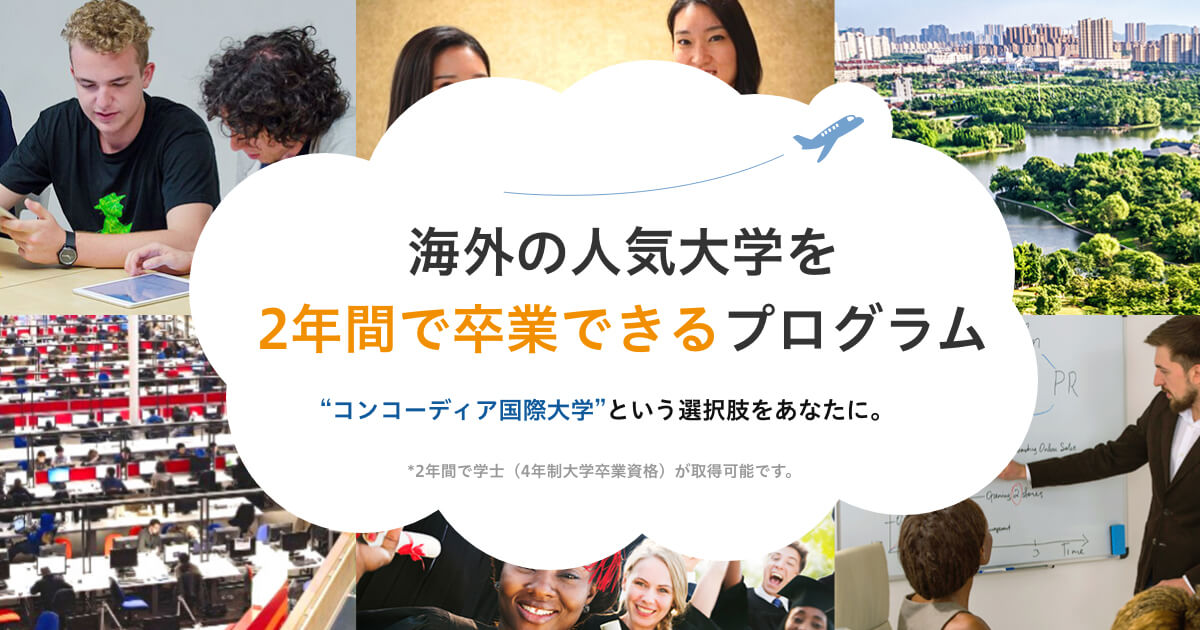 海外の人気大学を
2年間で卒業できるプログラム
“コンコーディア国際大学”という選択肢をあなたに。
*2年間で学士（4年制大学卒業資格）が取得可能です。
PR
Time